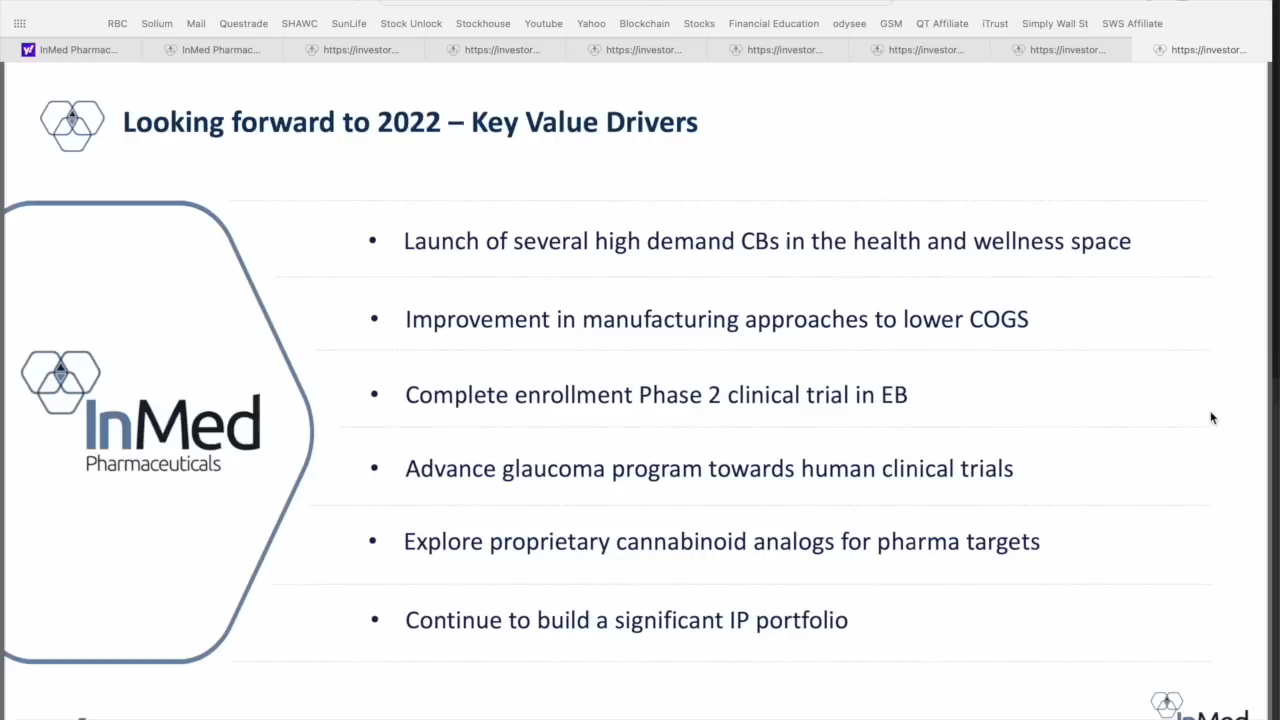 RBC Solium Mail Questrade SHAWC SunLife Stock Unlock Stockhouse Youtube Yahoo Blockchain Stocks Financial Education odysee GSM QT Affiliate iTrust Simply Wall St SWS Affiliate
InMed Pharmac... InMed Pharmac... https://investor... https://investor... https://investor... https://investor... https://investor... https://investor... https://investor...
Looking forward to 2022 – Key Value Drivers
• Launch of several high demand CBs in the health and wellness space
• Improvement in manufacturing approaches to lower COGS
• Complete enrollment Phase 2 clinical trial in EB
• Advance glaucoma program towards human clinical trials
• Explore proprietary cannabinoid analogs for pharma targets
• Continue to build a significant IP portfolio
InMed
Pharmaceuticals
InMed